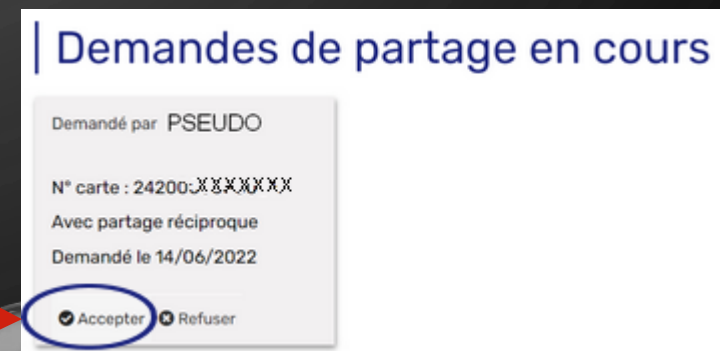 Demandes de partage en cours
Demandé par PSEUDO
N° carte : 24200XXXXXXX
Avec partage réciproque
Demandé le 14/06/2022
Accepter Refuser